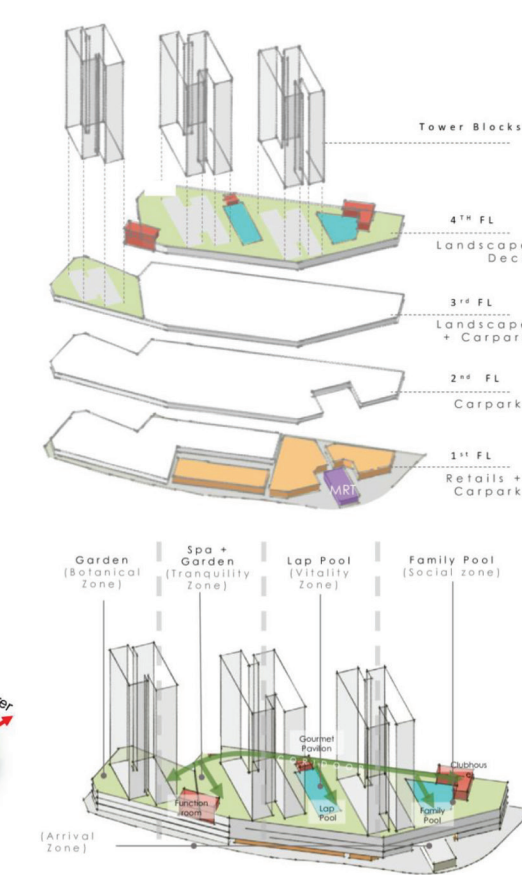 Tower Blocks
4TH FL
Landscape
Dec
3rd FL
Landscape
+ Carpar
2nd FL
Carpark
1st FL
Retails +
Carpark
MRT
Garden
(Botanical
Zone)
Spa +
Garden
(Tranquility
Zone)
Lap Pool
(Vitality
Zone)
Family Pool
(Social zone)
Gourmet
Pavilion
Clubhous
Function
room
Lap
Pool
Family
Pool
(Arrival
Zone)